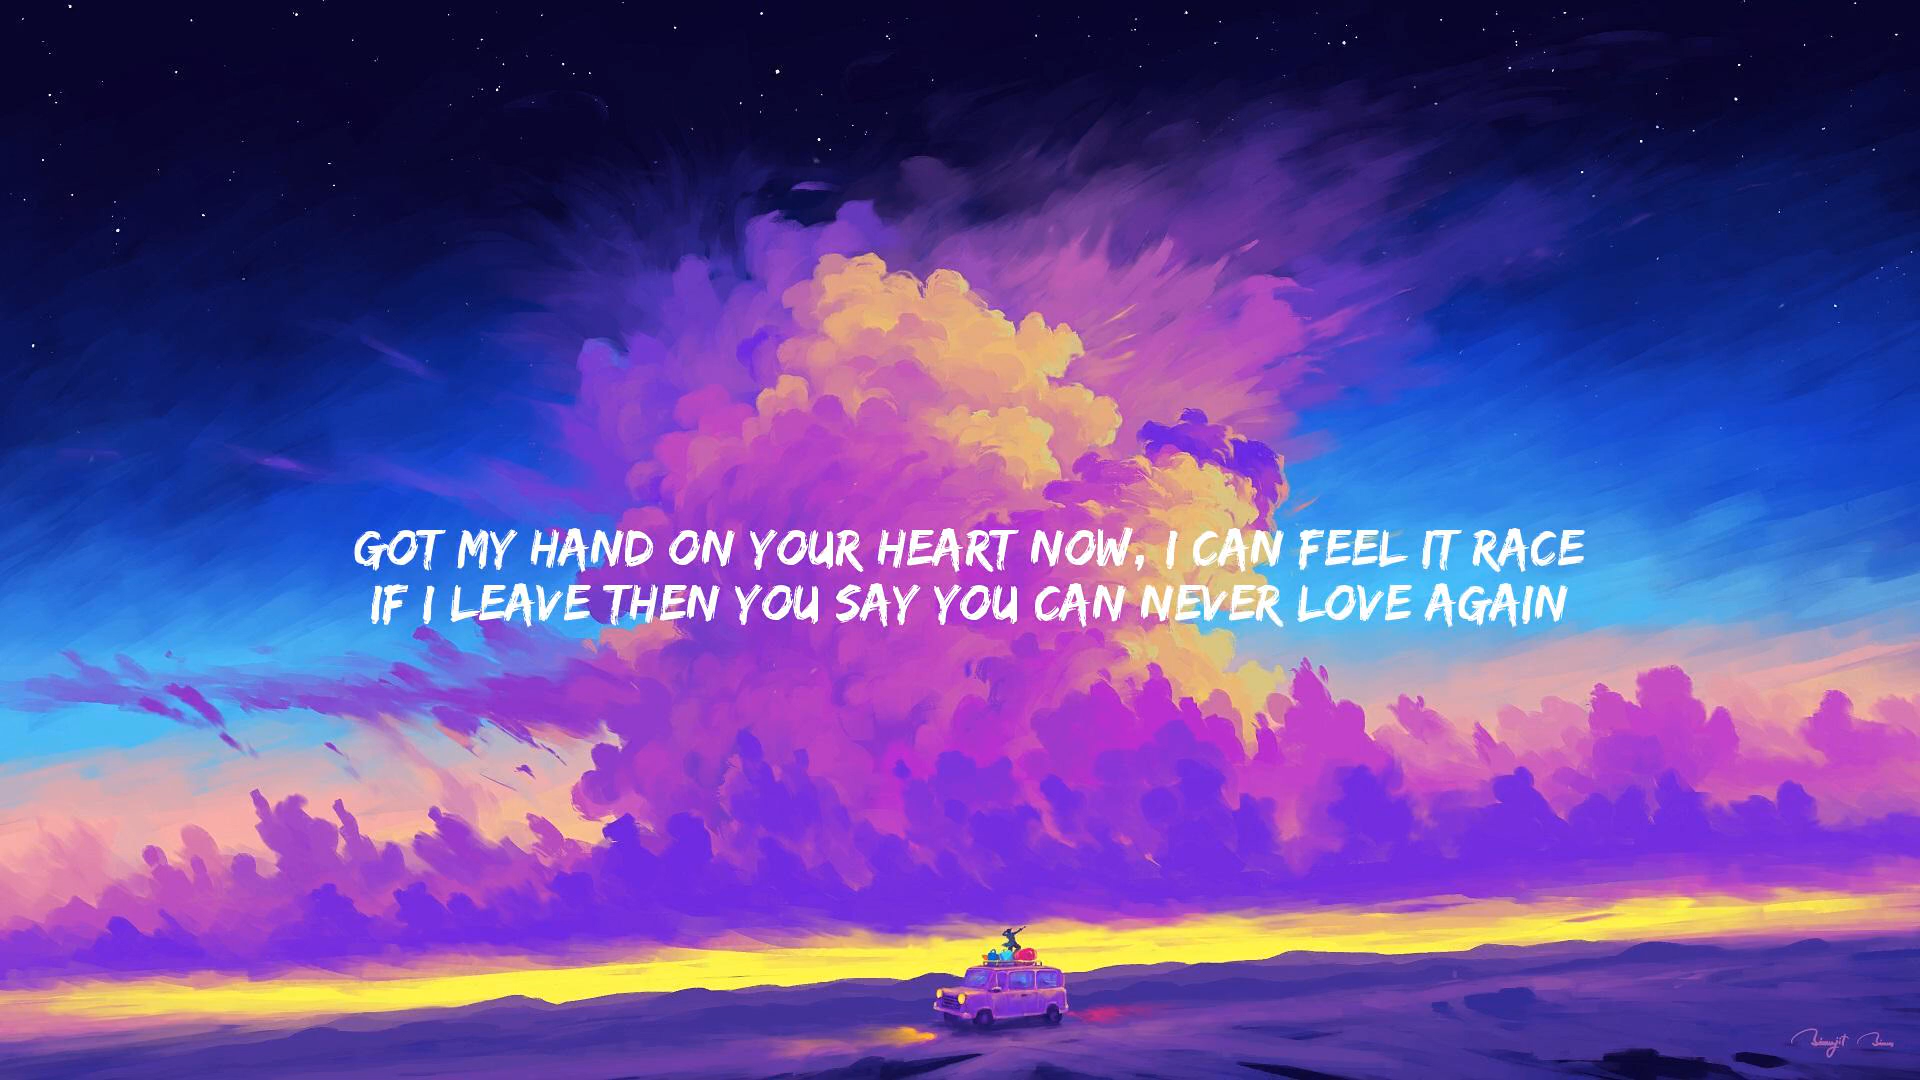 GOT MY HAND ON YOUR HEART NOW, I CAN FEEL IT RACE
IF I LEAVE THEN YOU SAY YOU CAN NEVER LOVE AGAIN